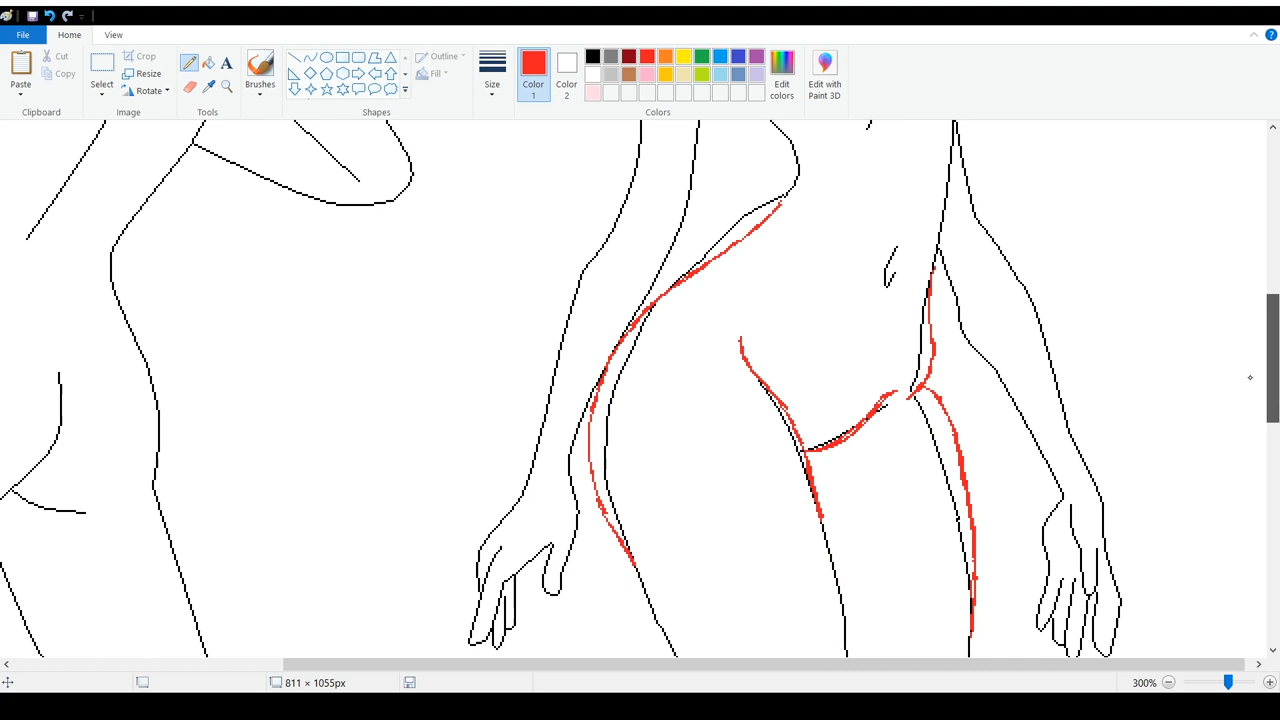 File Home View
Paste
Cut
Copy
Clipboard
Select
Crop
Resize
Rotate
Image
A
Tools
Brushes
Outline
Fill
Shapes
Size
Color
1
Color
2
Edit
colors
Colors
Edit with
Paint 3D
811 × 1055px
300%